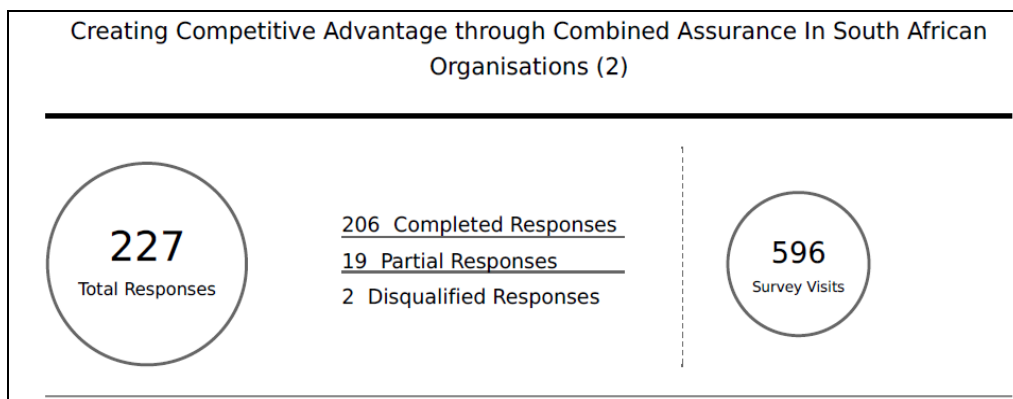 Creating Competitive Advantage through Combined Assurance In South African
Organisations (2)
227
Total Responses
206 Completed Responses
19 Partial Responses
2 Disqualified Responses
596
Survey Visits